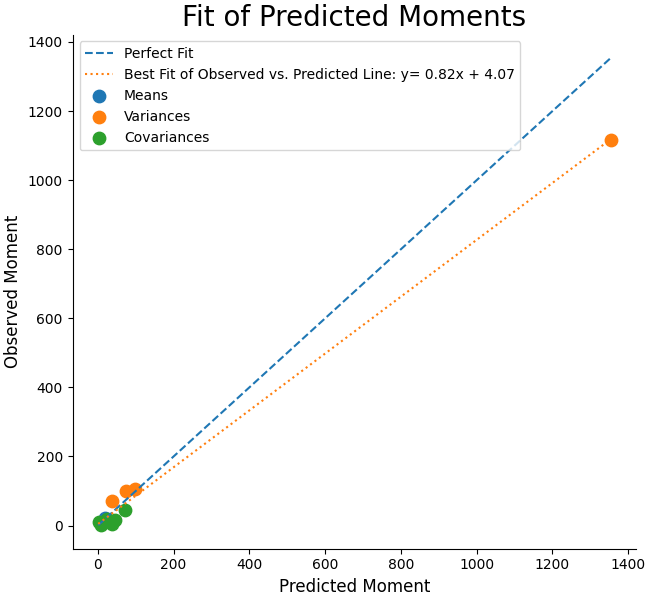 Fit of Predicted Moments
1400
1200
1000
800
600
400
200
0
Observed Moment
Perfect Fit
Best Fit of Observed vs. Predicted Line: y= 0.82x + 4.07
Means
Variances
Covariances
0 200 400 600 800 1000 1200 1400
Predicted Moment